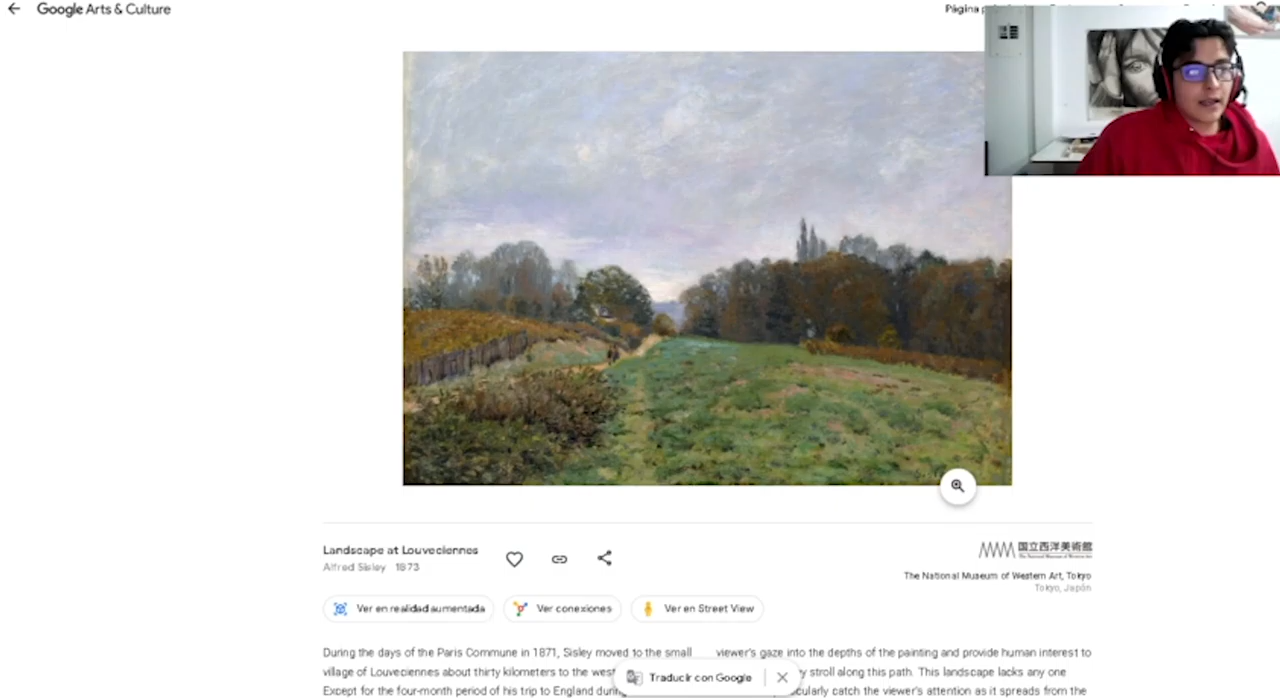 Google Arts & Culture
Página
Landscape at Louveciennes
Alfred Sisley 1873
国立西洋美術館
The National Museum of Western Art, Tokyo
Tokyo, Japón
Ver en realidad aumentada
Ver conexiones
Ver en Street View
During the days of the Paris Commune in 1871, Sisley moved to the small
village of Louveciennes about thirty kilometers to the west
Except for the four-month period of his trip to England during
viewer's gaze into the depths of the painting and provide human interest to
stroll along this path. This landscape lacks any one
catch the viewer's attention as it spreads from the
Traducir con Google